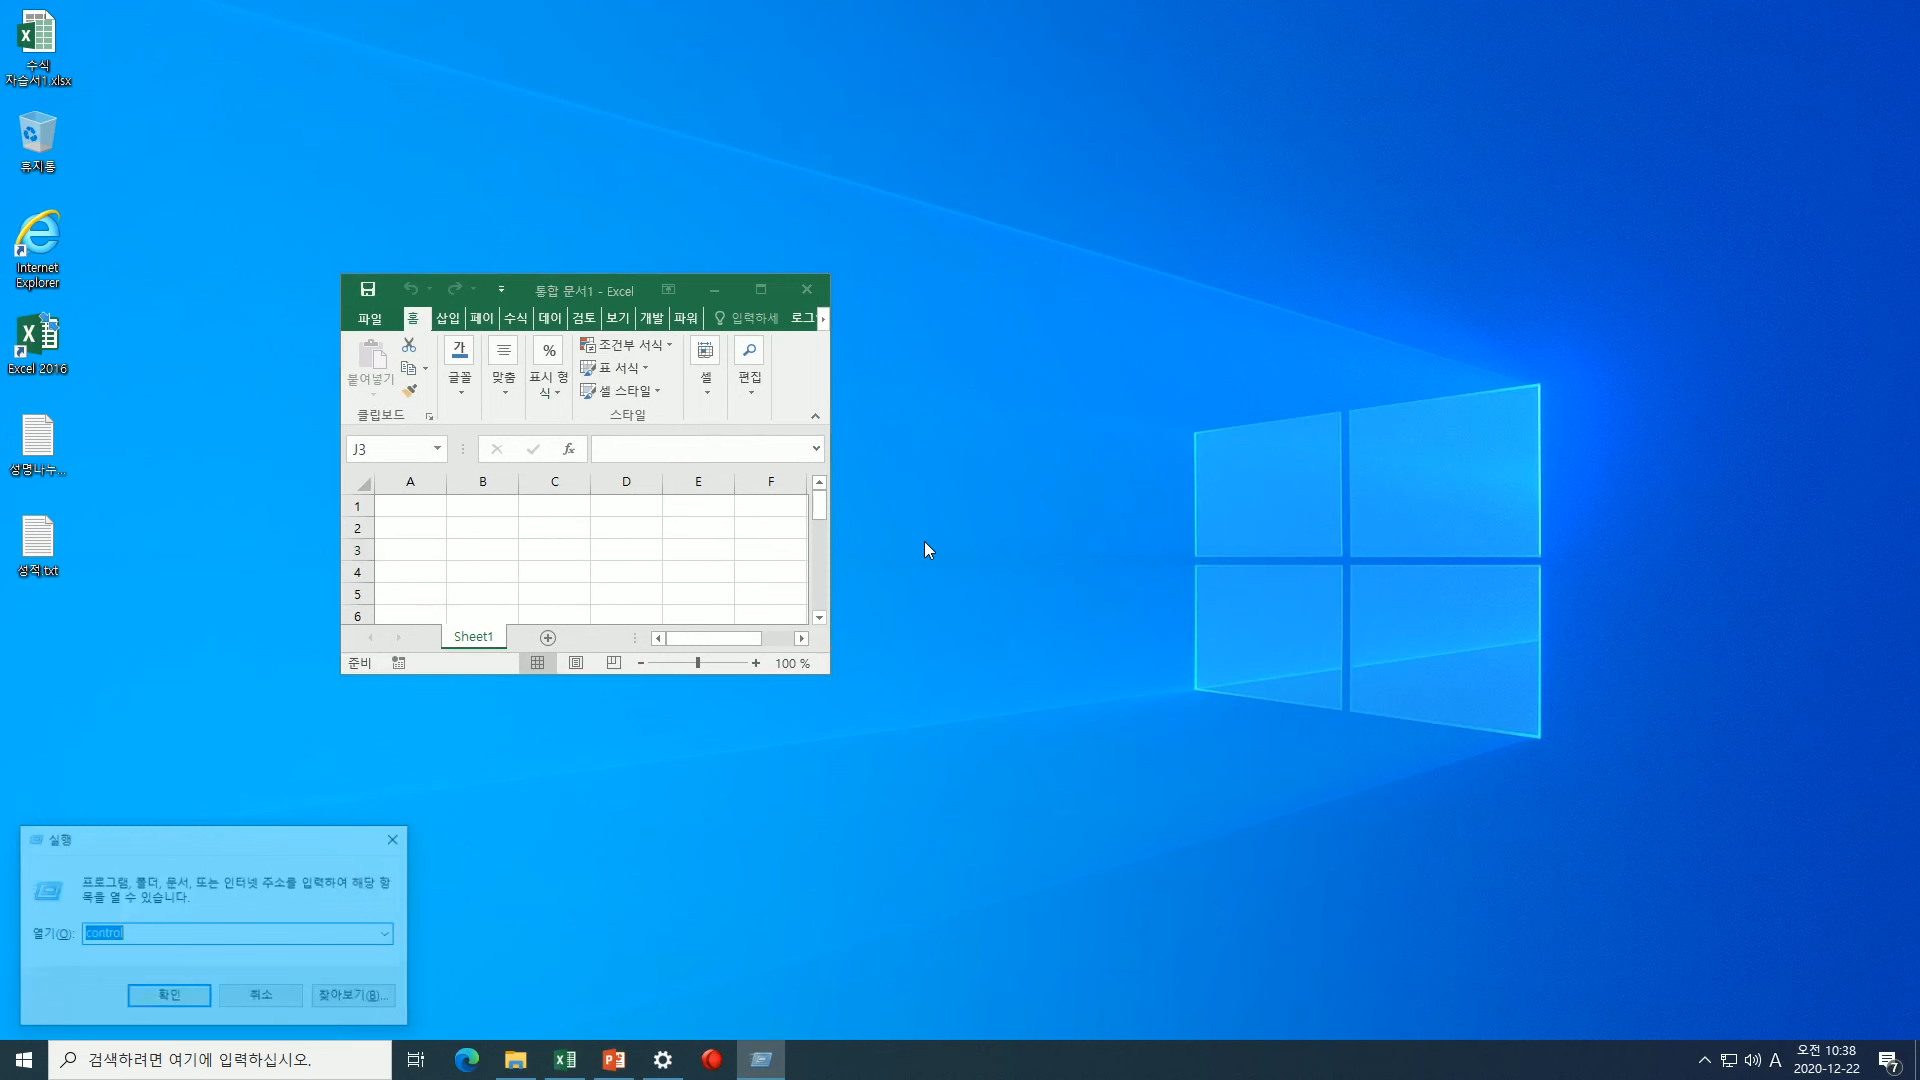 수식
자습서1.xlsx
휴지통
Internet
Explorer
Excel 2016
성명나누...
성적.txt
통합 문서1 - Excel
파일 홈 삽입 페이 수식 데이 검토 보기 개발 파워 입력하세 로그
붙여넣기
클립보드
가
글꼴
맞춤
%
표시 형
식
조건부 서식
표 서식
셀 스타일
스타일
셀
편집
J3
fx
A B C D E F
1
2
3
4
5
6
Sheet1
준비
100 %
실행
프로그램, 폴더, 문서, 또는 인터넷 주소를 입력하여 해당 항
목을 열 수 있습니다.
열기(O): control
확인 취소 찾아보기(B)...
검색하려면 여기에 입력하십시오.
A
오전 10:38
2020-12-22
7